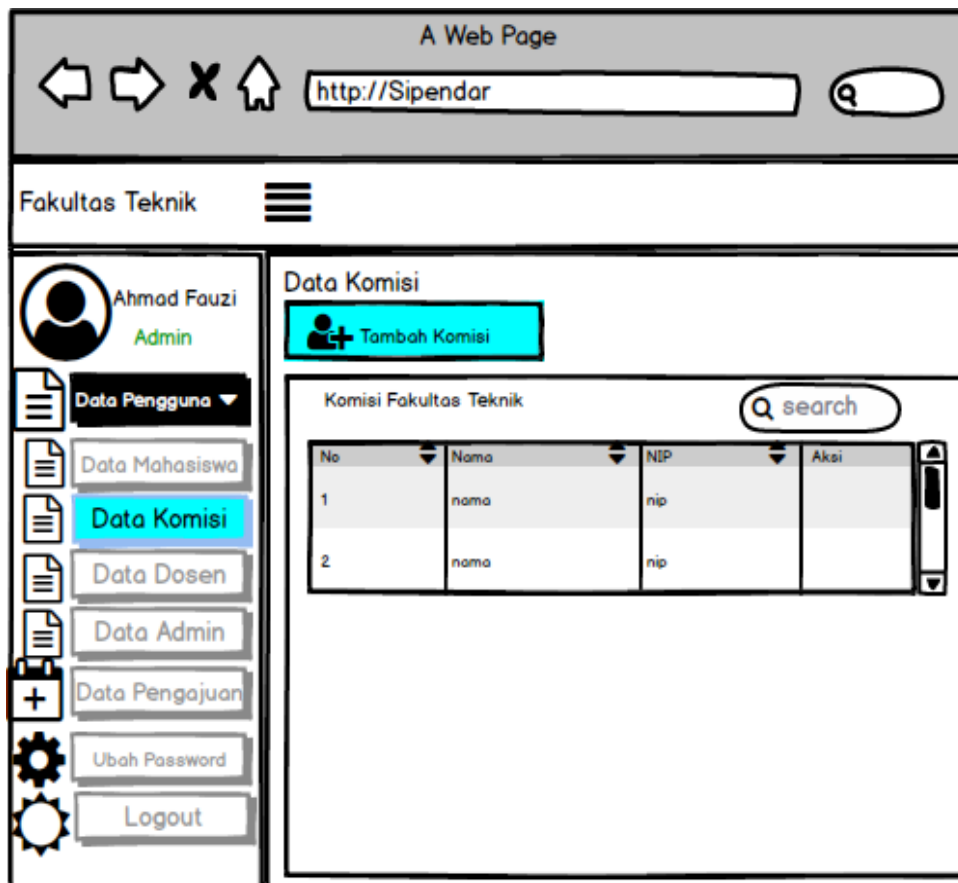 A Web Page
http://Sipendar
Fakultas Teknik
Ahmad Fauzi
Admin
Data Pengguna
Data Mahasiswa
Data Komisi
Data Dosen
Data Admin
Data Pengajuan
Ubah Password
Logout
Data Komisi
Tambah Komisi
Komisi Fakultas Teknik
search
No Nama NIP Aksi
1 nama nip
2 nama nip